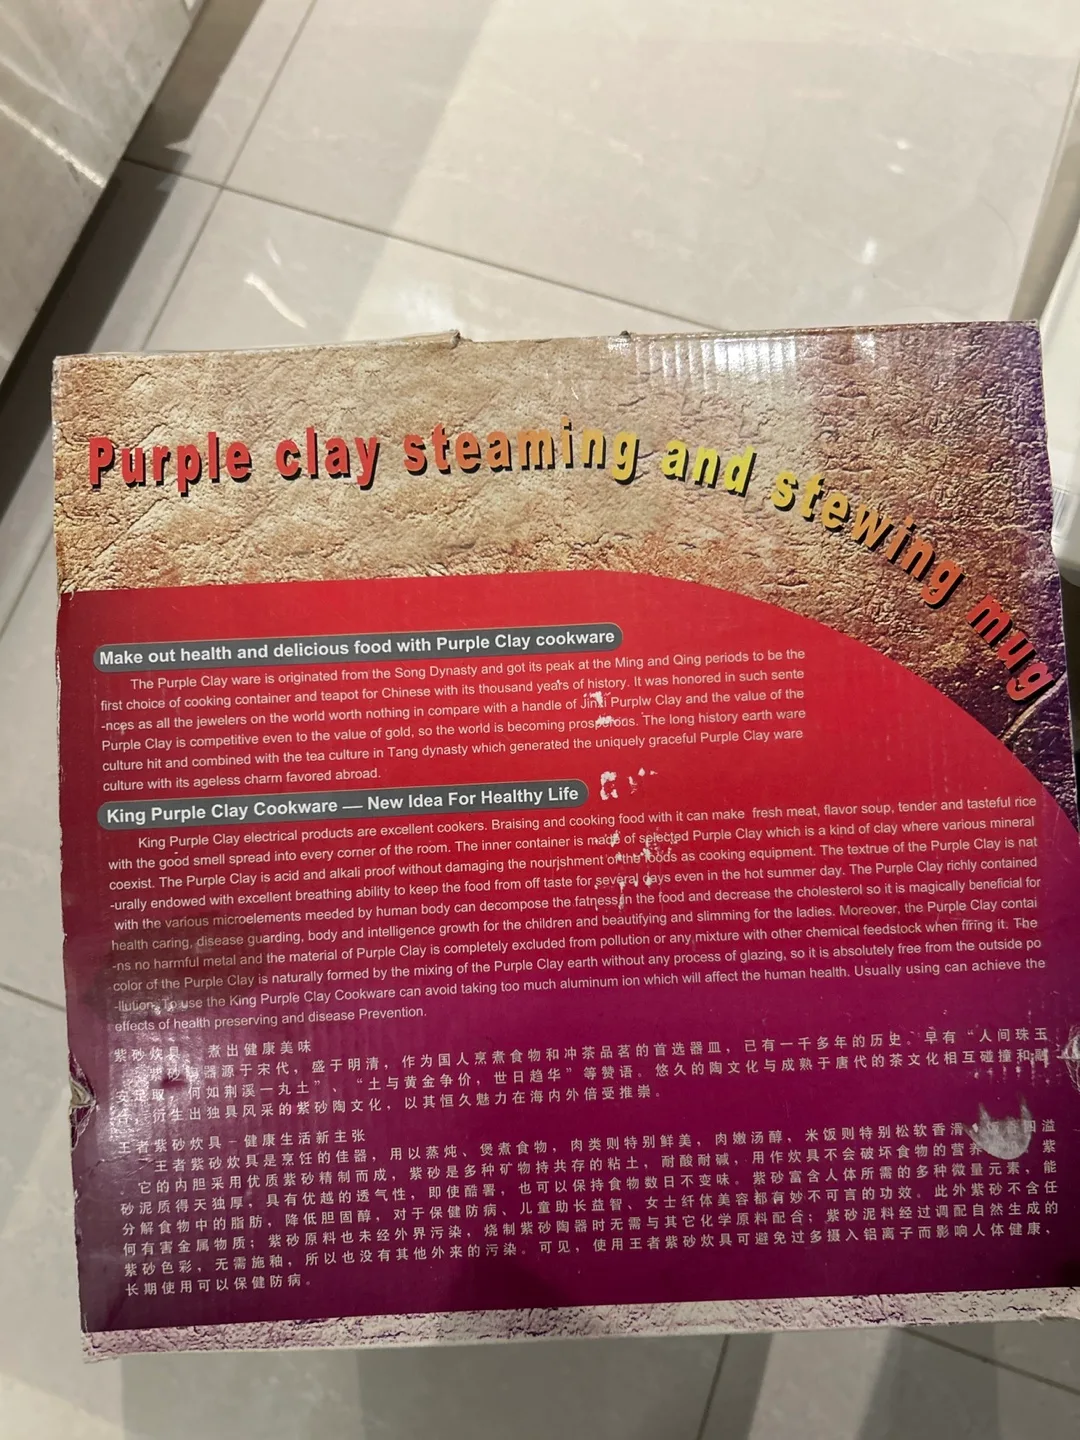 Purple clay steaming and stewing mug
Make out health and delicious food with Purple Clay cookware
The Purple Clay ware is originated from the Song Dynasty and got its peak at the Ming and Qing periods to be the
first choice of cooking container and teapot for Chinese with its thousand years of history. It was honored in such sente
-nces as all the jewelers on the world worth nothing in compare with a handle of Purplw Clay and the value of the
Purple Clay is competitive even to the value of gold, so the world is becoming prosperous. The long history earth ware
culture hit and combined with the tea culture in Tang dynasty which generated the uniquely graceful Purple Clay ware
culture with its ageless charm favored abroad.
King Purple Clay Cookware — New Idea For Healthy Life
King Purple Clay electrical products are excellent cookers. Braising and cooking food with it can make fresh meat, flavor soup, tender and tasteful rice
with the good smell spread into every corner of the room. The inner container is made of selected Purple Clay which is a kind of clay where various mineral
coexist. The Purple Clay is acid and alkali proof without damaging the nourishment of the foods as cooking equipment. The textrue of the Purple Clay is nat
-urally endowed with excellent breathing ability to keep the food from off taste for several days even in the hot summer day. The Purple Clay richly contained
with the various microelements meeded by human body can decompose the fatness in the food and decrease the cholesterol so it is magically beneficial for
health caring, disease guarding, body and intelligence growth for the children and beautifying and slimming for the ladies. Moreover, the Purple Clay contai
-ns no harmful metal and the material of Purple Clay is completely excluded from pollution or any mixture with other chemical feedstock when firing it. The
color of the Purple Clay is naturally formed by the mixing of the Purple Clay earth without any process of glazing, so it is absolutely free from the outside po
-llution. To use the King Purple Clay Cookware can avoid taking too much aluminum ion which will affect the human health. Usually using can achieve the
effects of health preserving and disease Prevention.
紫砂炊具, 煮出健康美味
器源于宋代，盛于明清，作为国人烹煮食物和冲茶品茗的首选器皿，已有一千多年的历史。早有“人间珠玉
安足取，何如荆溪一丸土”、“土与黄金争价，世日趋华”等赞语。悠久的陶文化与成熟于唐代的茶文化相互碰撞和融
衍生出独具风采的紫砂陶文化，以其恒久魅力在海内外倍受推崇。
王者紫砂炊具－健康生活新主张
王者紫砂炊具是烹饪的佳器，用以蒸炖、煲煮食物，肉类则特别鲜美，肉嫩汤醇，米饭则特别松软香滑，溢
。它的内胆采用优质紫砂精制而成，紫砂是多种矿物持共存的粘土，耐酸耐碱，用作炊具不会破坏食物的营养 紫
砂泥质得天独厚，具有优越的透气性，即使酷署，也可以保持食物数日不变味。紫砂富含人体所需的多种微量元素，能
分解食物中的脂肪，降低胆固醇，对于保健防病、儿童助长益智、女士纤体美容都有妙不可言的功效。此外紫砂不含任
何有害金属物质；紫砂原料也未经外界污染，烧制紫砂陶器时无需与其它化学原料配合；紫砂泥料经过调配自然生成的
紫砂色彩，无需施釉，所以也没有其他外来的污染。可见，使用王者紫砂炊具可避免过多摄入铝离子而影响人体健康，
长期使用可以保健防病。